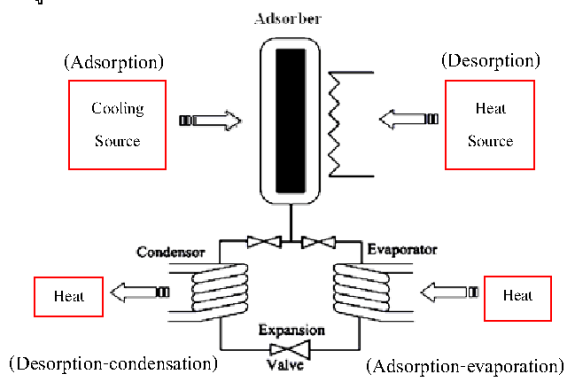 Adsorber
(Adsorption)
(Desorption)
Cooling
Source
Heat
Source
Condensor
Evaporator
Heat
Heat
Expansion
Valve
(Desorption-condensation)
(Adsorption-evaporation)